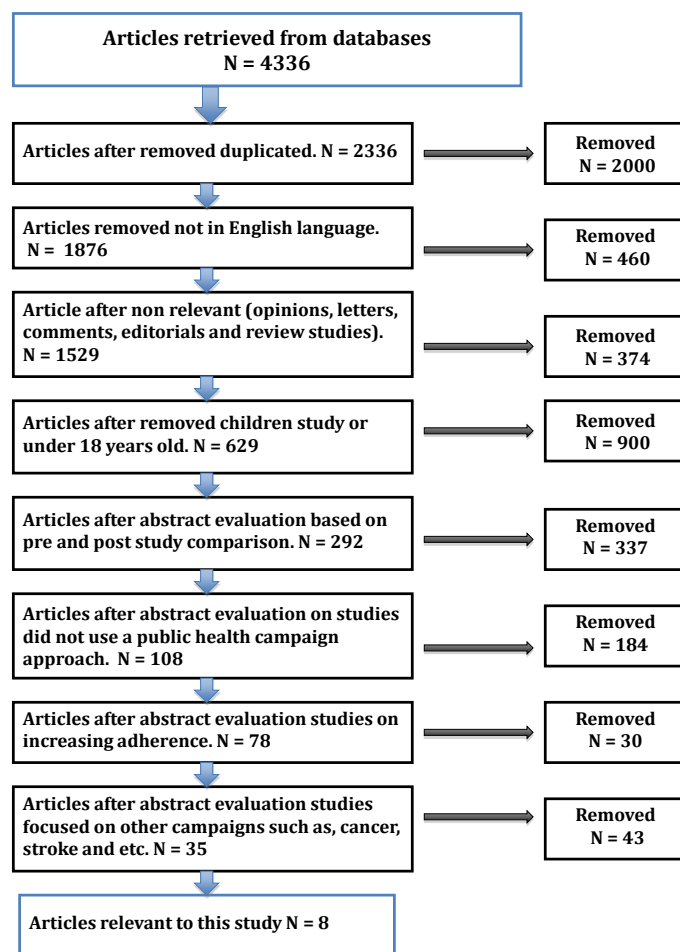 Articles retrieved from databases
N = 4336
Articles after removed duplicated. N = 2336
Removed
N = 2000
Articles removed not in English language.
N = 1876
Removed
N = 460
Article after non relevant (opinions, letters,
comments, editorials and review studies).
N = 1529
Removed
N = 374
Articles after removed children study or
under 18 years old. N = 629
Removed
N = 900
Articles after abstract evaluation based on
pre and post study comparison. N = 292
Removed
N = 337
Articles after abstract evaluation on studies
did not use a public health campaign
approach. N = 108
Removed
N = 184
Articles after abstract evaluation studies on
increasing adherence. N = 78
Removed
N = 30
Articles after abstract evaluation studies
focused on other campaigns such as, cancer,
stroke and etc. N = 35
Removed
N = 43
Articles relevant to this study N = 8